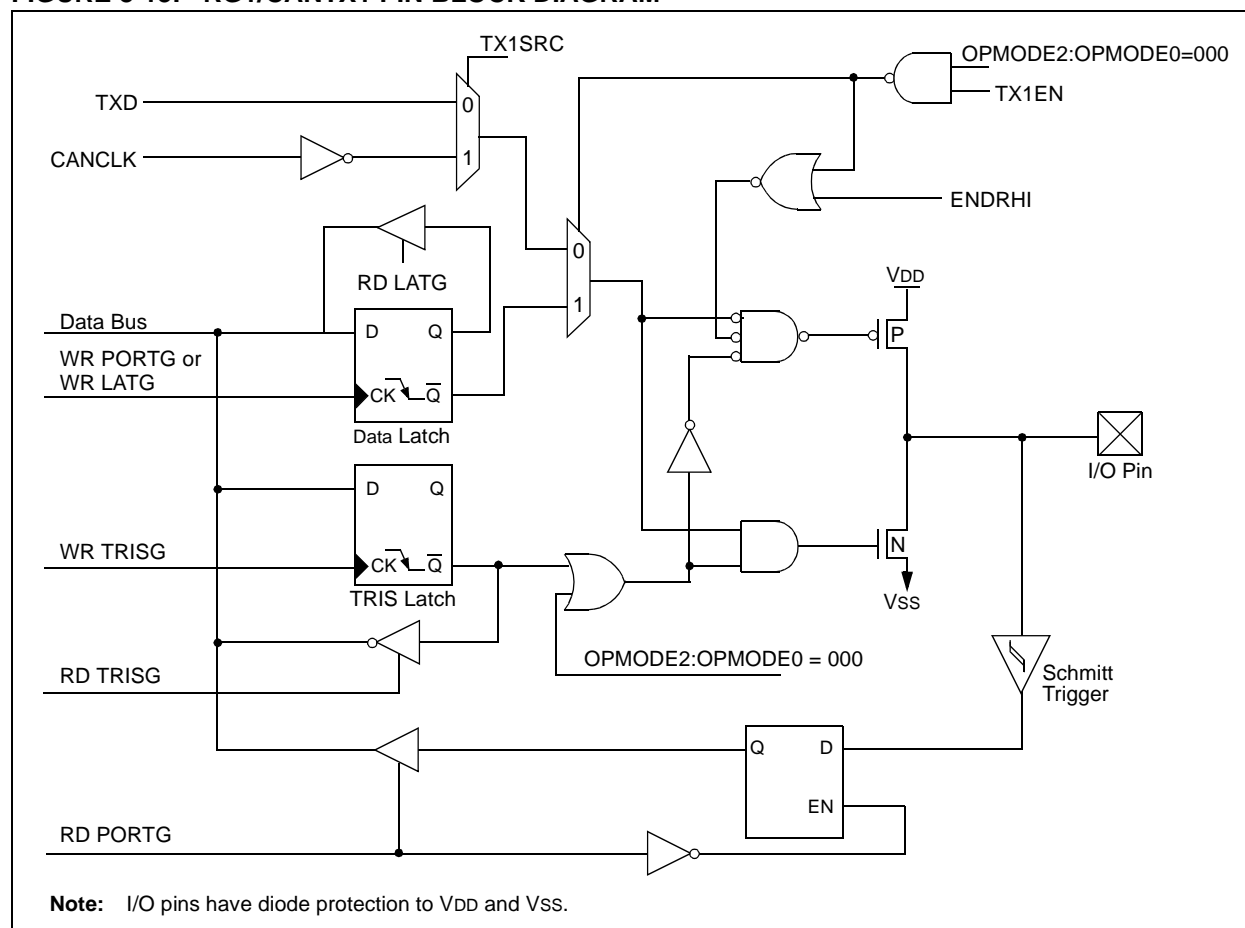 FIGURE 9-18: RG1/CANTX1 PIN BLOCK DIAGRAM
TX1SRC
OPMODE2:OPMODE0=000
TXD
0
TX1EN
CANCLK
1
ENDRHI
0
RD LATG
VDD
1
Data Bus
D
Q
P
WR PORTG or
WR LATG
CK
Q
Data Latch
I/O Pin
D
Q
WR TRISG
CK
Q
N
TRIS Latch
VSS
OPMODE2:OPMODE0 = 000
RD TRISG
Schmitt
Trigger
Q
D
EN
RD PORTG
Note: I/O pins have diode protection to VDD and VSS.